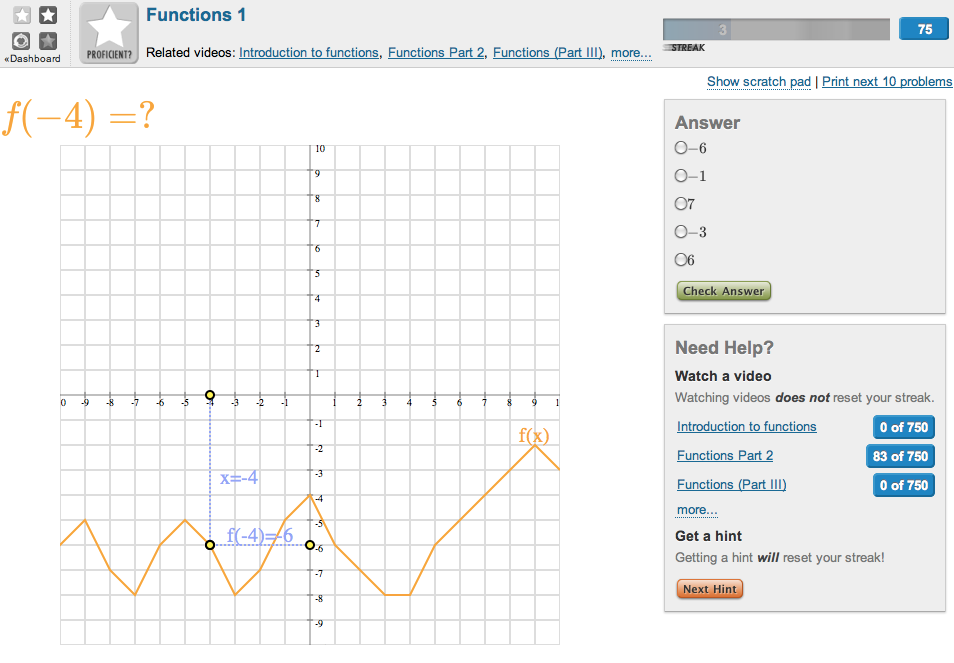 Functions 1
PROFICIENT?
«Dashboard
Related videos: Introduction to functions, Functions Part 2, Functions (Part III), more...
3
STREAK
75
Show scratch pad | Print next 10 problems
f(−4) =?
10
9
8
7
6
5
4
3
2
1
0 -9 -8 -7 -6 -5 -4 -3 -2 -1 1 2 3 4 5 6 7 8 9 1
-1
-2
-3
-4
-5
-6
-7
-8
-9
f(x)
x=-4
f(-4)=-6
Answer
−6
−1
7
−3
6
Check Answer
Need Help?
Watch a video
Watching videos does not reset your streak.
Introduction to functions 0 of 750
Functions Part 2 83 of 750
Functions (Part III) 0 of 750
more...
Get a hint
Getting a hint will reset your streak!
Next Hint